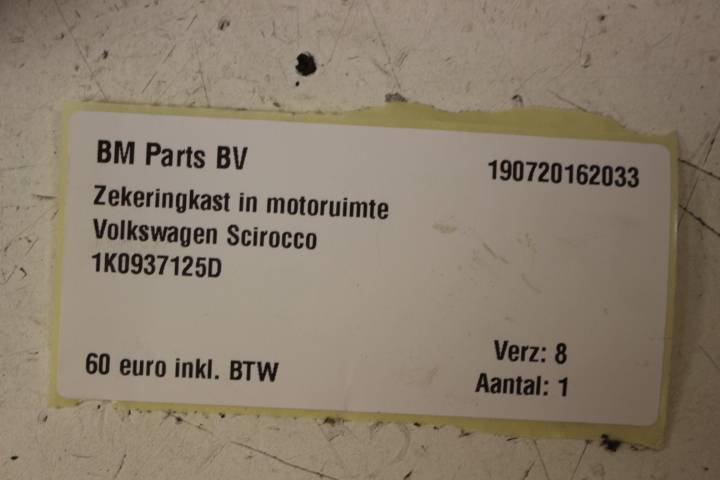 BM Parts BV
190720162033
Zekeringkast in motoruimte
Volkswagen Scirocco
1K0937125D
60 euro inkl. BTW
Verz: 8
Aantal: 1